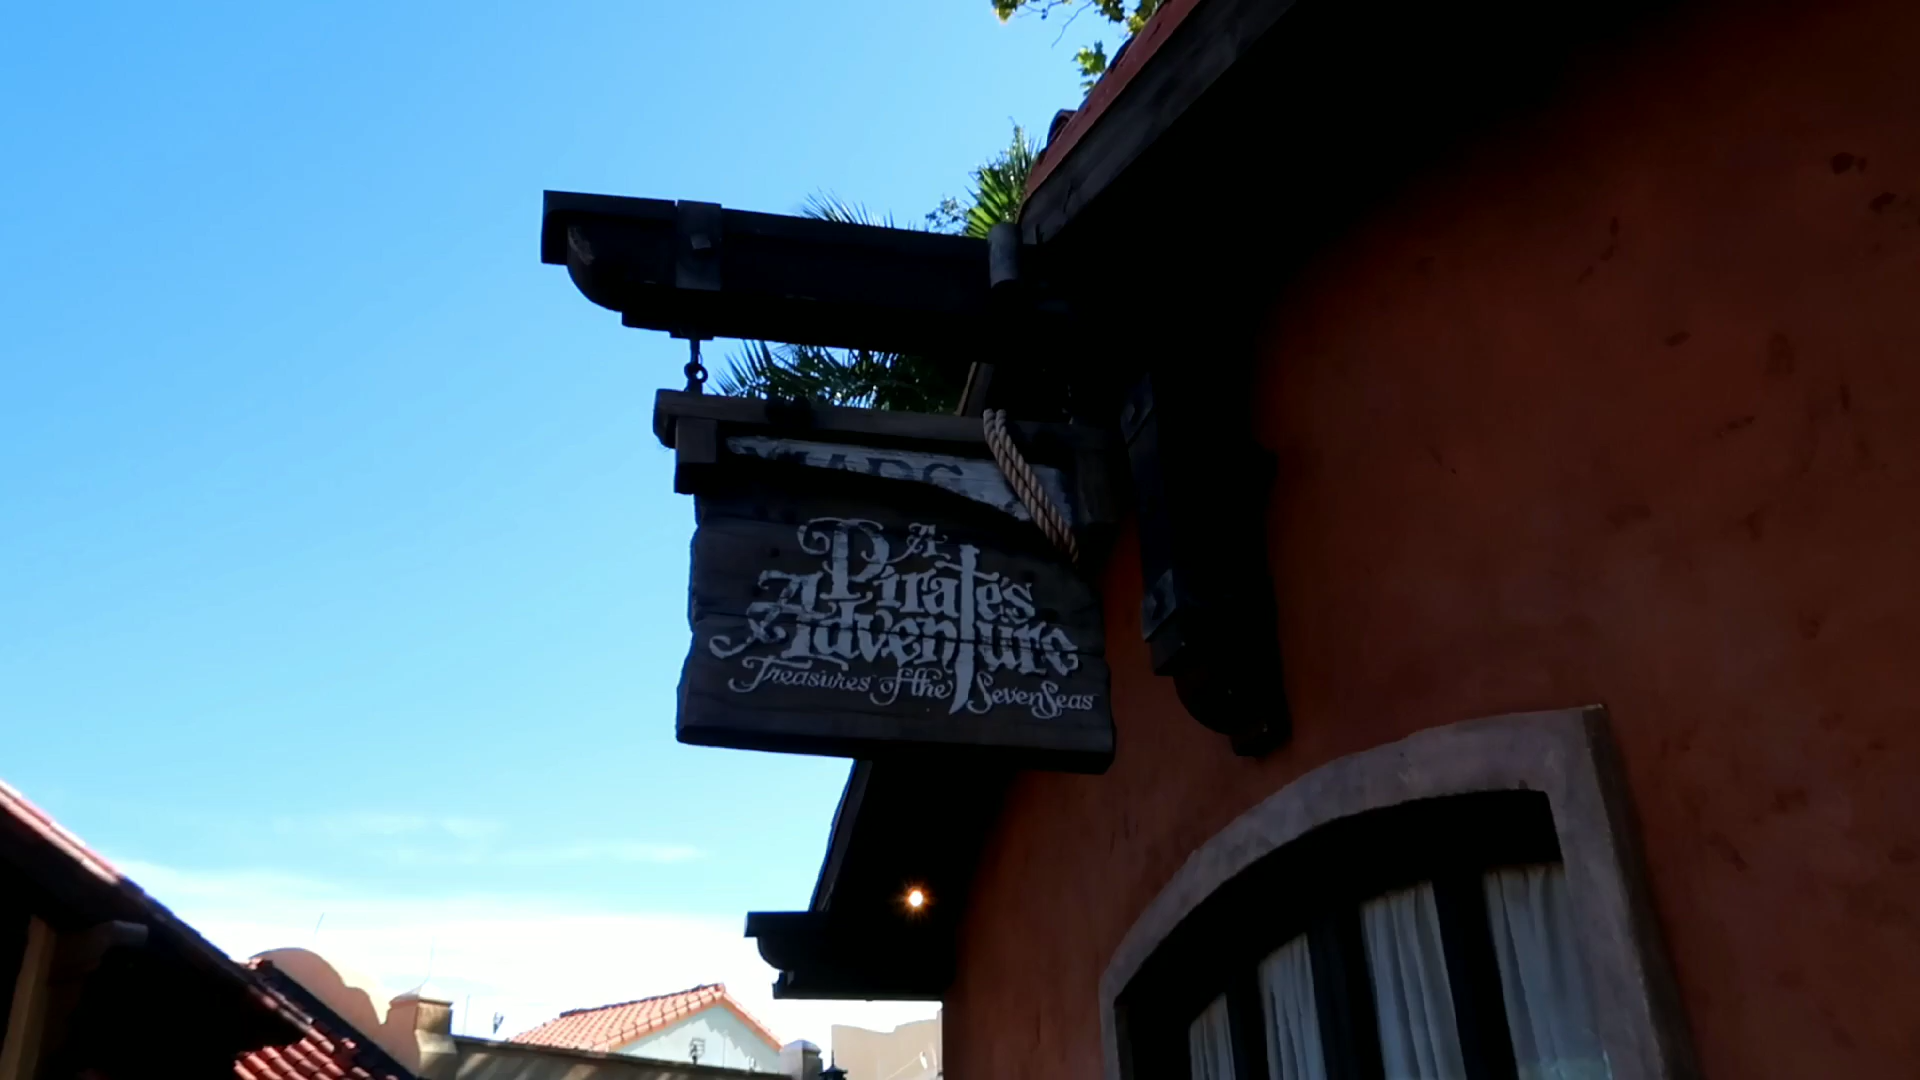 A
Pirate's
Adventure
Treasures of the Seven Seas